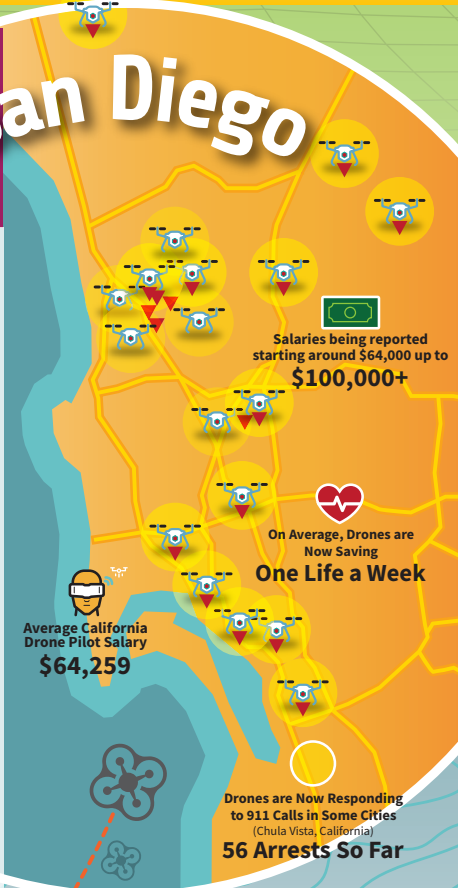 an Diego
Salaries being reported
starting around $64,000 up to
$100,000+
On Average, Drones are
Now Saving
One Life a Week
Average California
Drone Pilot Salary
$64,259
Drones are Now Responding
to 911 Calls in Some Cities
(Chula Vista, California)
56 Arrests So Far